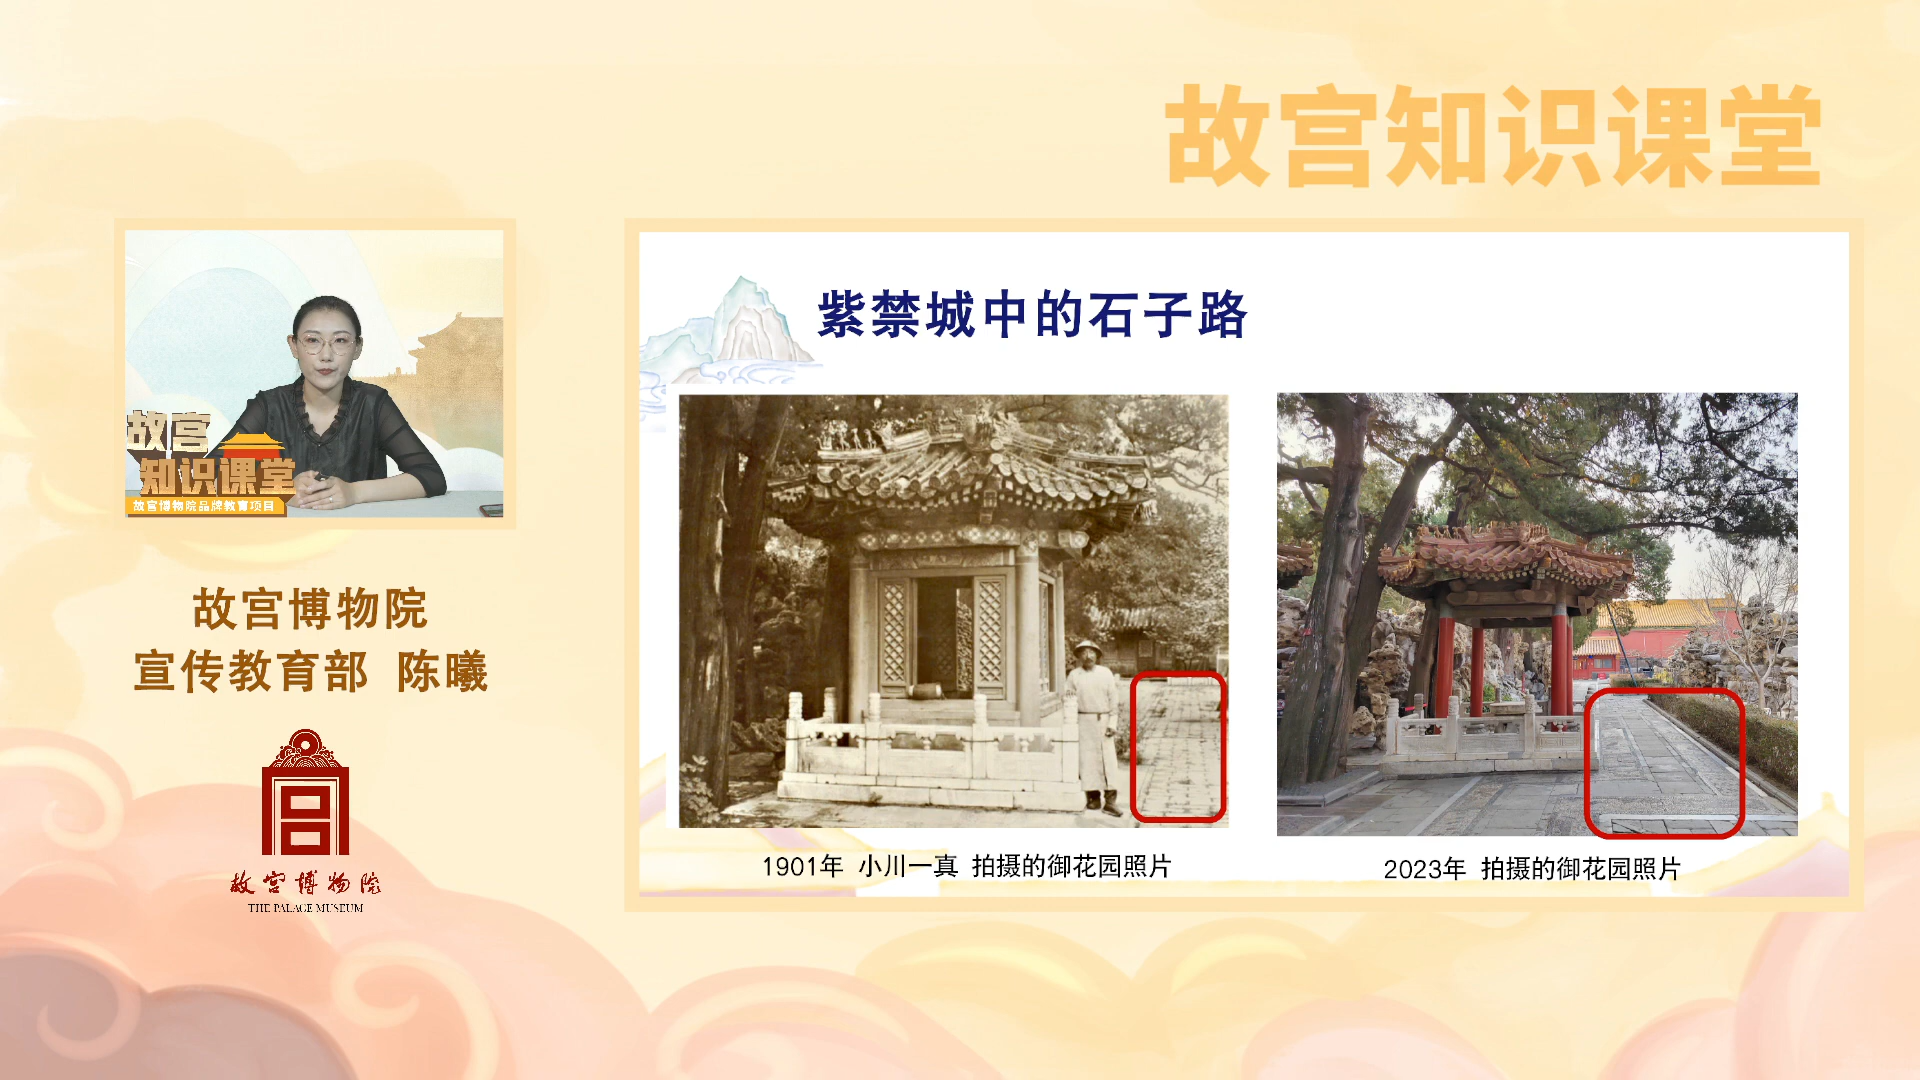 故宫知识课堂
故宫
知识课堂
故宫博物院品牌教育项目
故宫博物院
宣传教育部 陈曦
故宫博物院
THE PALACE MUSEUM
紫禁城中的石子路
1901年 小川一真 拍摄的御花园照片
2023年 拍摄的御花园照片